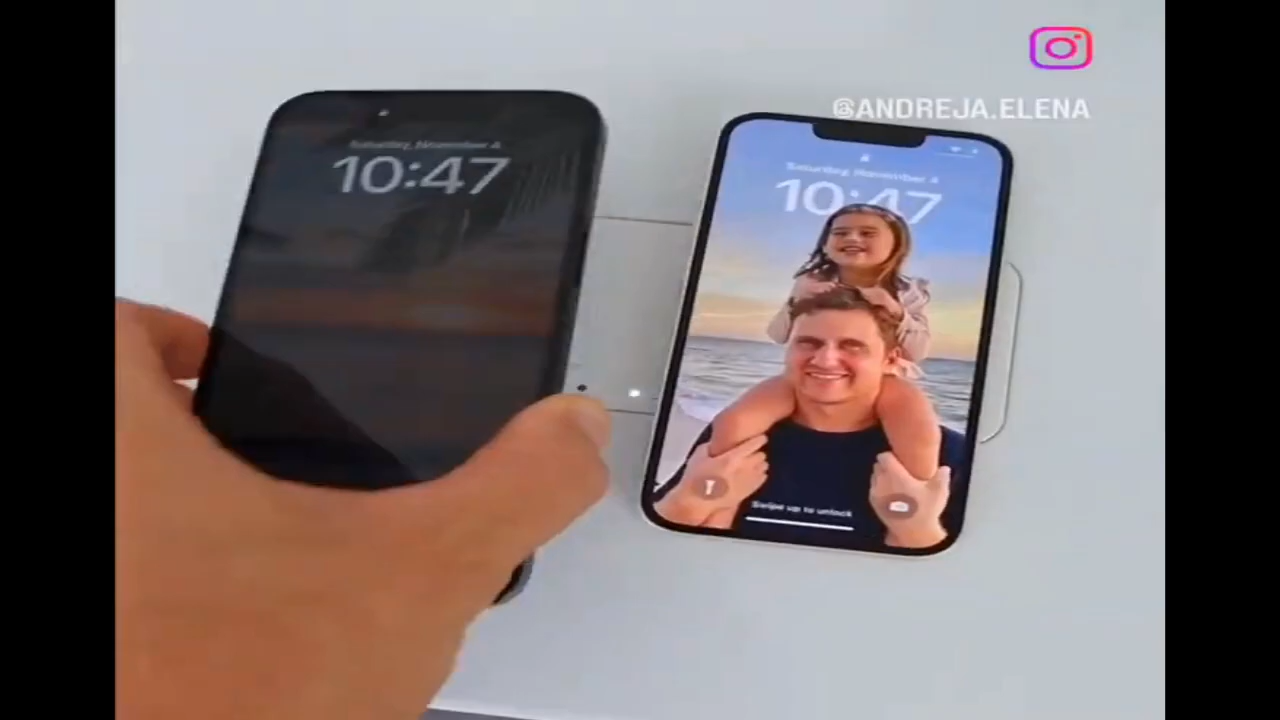 @ANDREJA.ELENA
Saturday, November 4
10:47
Saturday, November 4
10:47
Swipe up to unlock